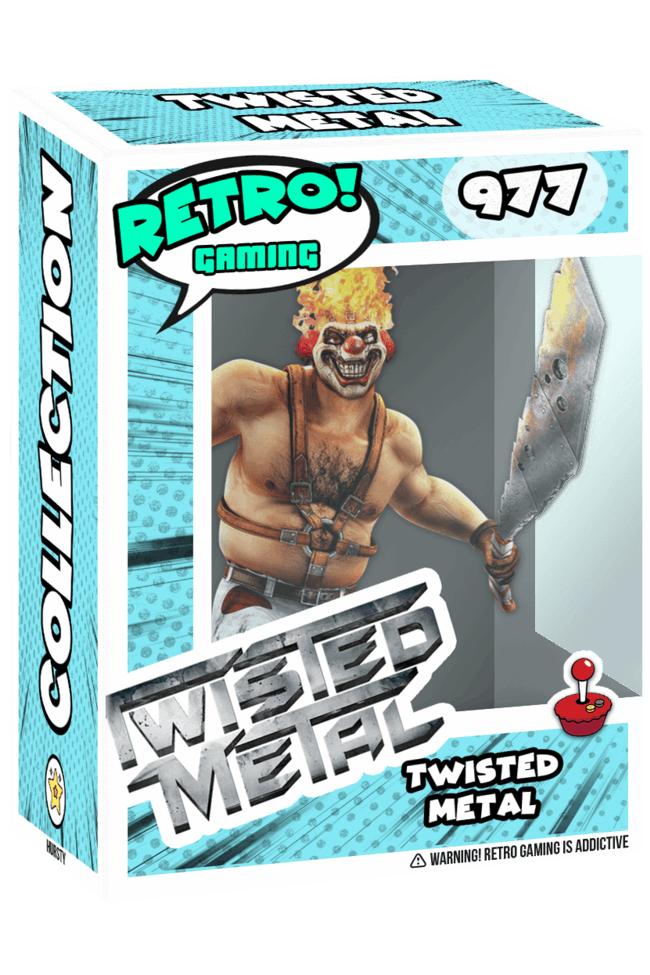 TWISTED
METAL
RETRO!
GAMING
977
COLLECTION
TWISTED
METAL
TWISTED
METAL
HURSTY
WARNING! RETRO GAMING IS ADDICTIVE